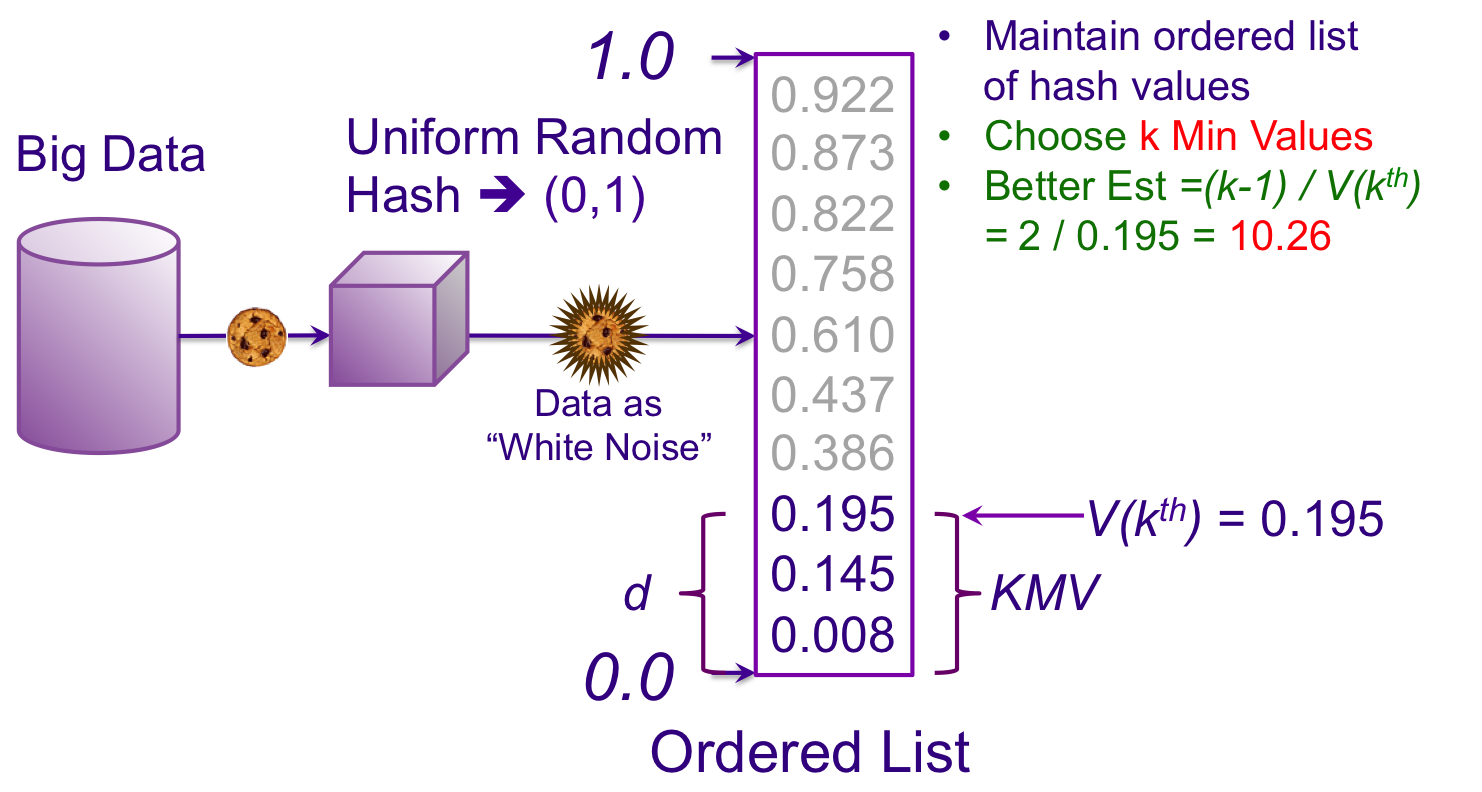 Big Data
Uniform Random
Hash ➔ (0,1)
Data as
“White Noise”
1.0
0.922
0.873
0.822
0.758
0.610
0.437
0.386
0.195
0.145
0.008
0.0
d
Ordered List
• Maintain ordered list
of hash values
• Choose k Min Values
• Better Est =(k-1) / V(kth)
= 2 / 0.195 = 10.26
V(kth) = 0.195
KMV